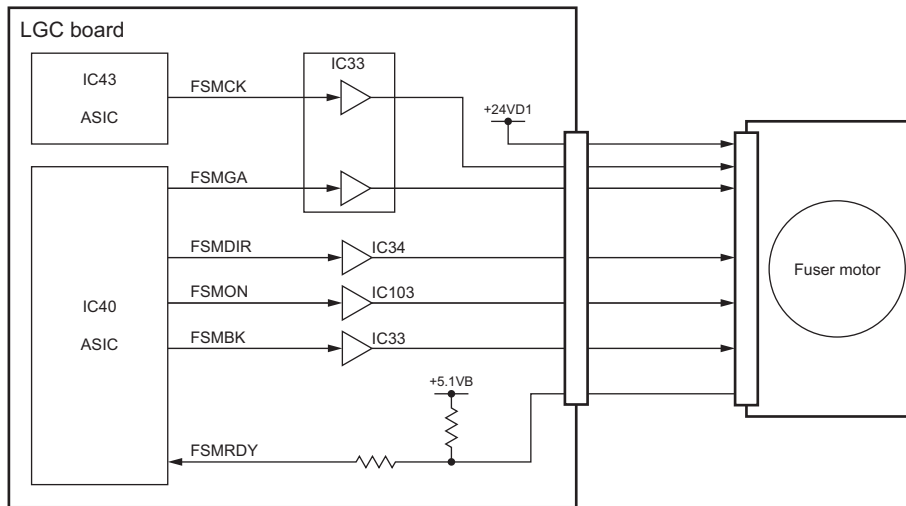 LGC board
IC43
ASIC
FSMCK
IC33
+24VD1
FSMGA
IC40
ASIC
FSMDIR
IC34
FSMON
IC103
FSMBK
IC33
+5.1VB
FSMRDY
Fuser motor